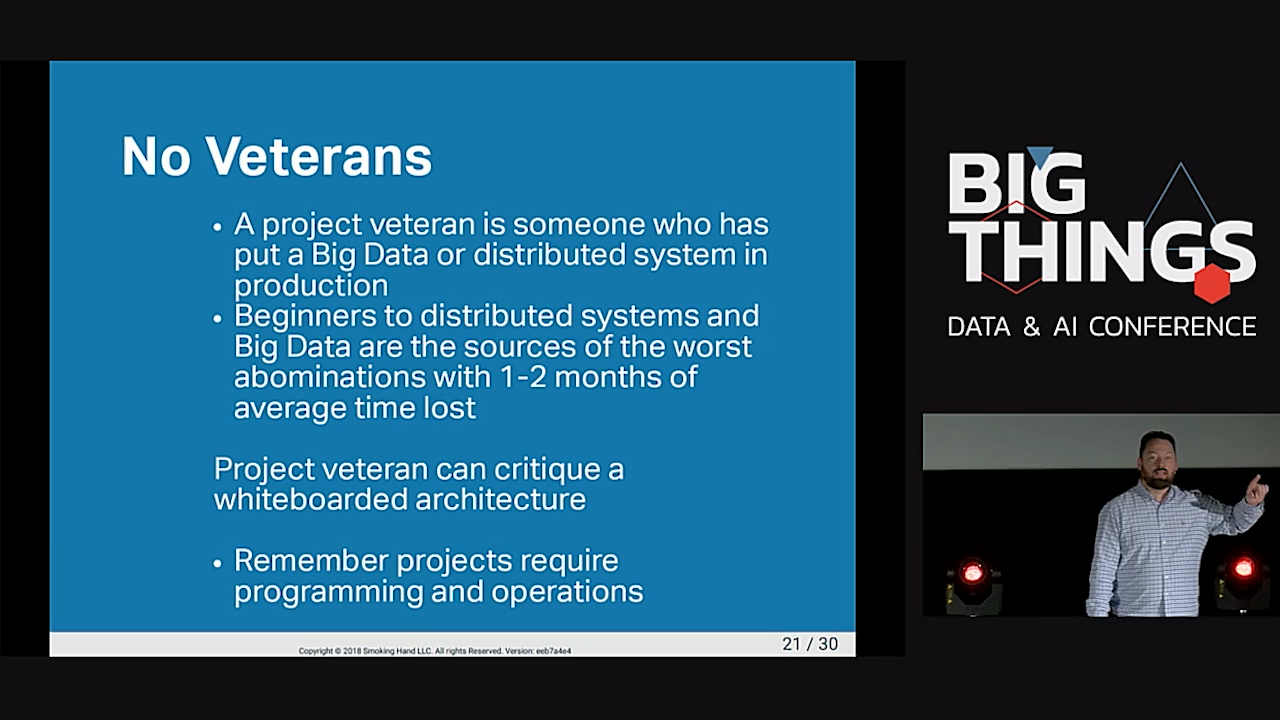 No Veterans
• A project veteran is someone who has
put a Big Data or distributed system in
production
• Beginners to distributed systems and
Big Data are the sources of the worst
abominations with 1-2 months of
average time lost
Project veteran can critique a
whiteboarded architecture
• Remember projects require
programming and operations
Copyright © 2018 Smoking Hand LLC. All rights Reserved. Version: eeb7a4e4
21 / 30
BIG
THINGS
DATA & AI CONFERENCE